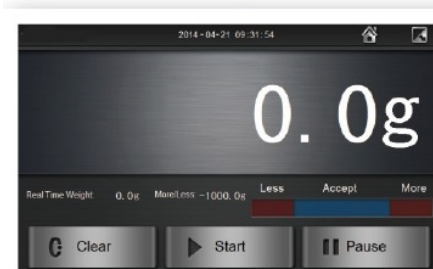 2014-04-21 09:31:54
0.0g
Real Time Weight 0.0g More/Less -1000.0g Less Accept More
Clear Start Pause